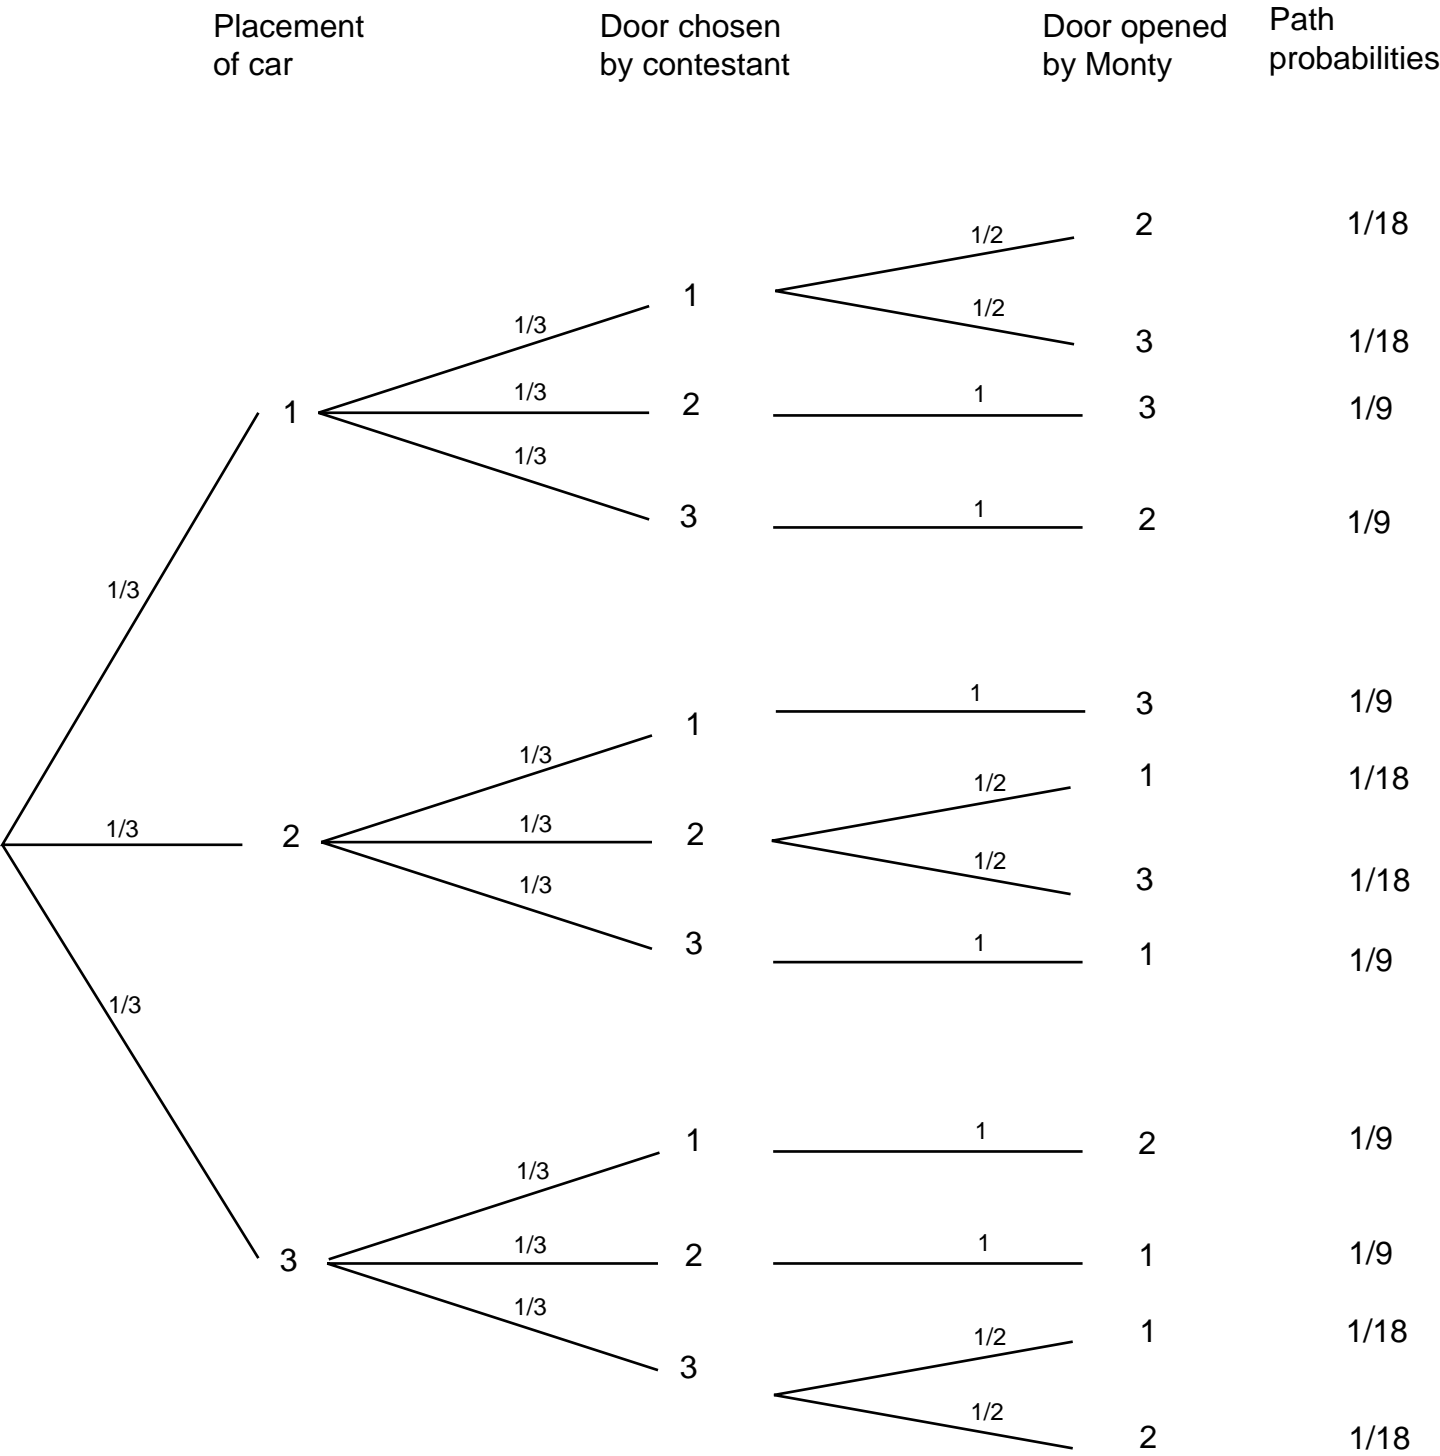 Placement
of car
Door chosen
by contestant
Door opened
by Monty
Path
probabilities
1/2 2 1/18
1
1/3
1/2
3 1/18
1 1/3 2 1 3 1/9
1/3
3 1 2 1/9
1/3
1 1 3 1/9
1/3
1/2 1 1/18
1/3 2 1/3 2
1/2
3 1/18
1/3
3 1 1 1/9
1/3
1 1 2 1/9
1/3
3 1/3 2 1 1 1/9
1/3
1/2 1 1/18
3
1/2
2 1/18